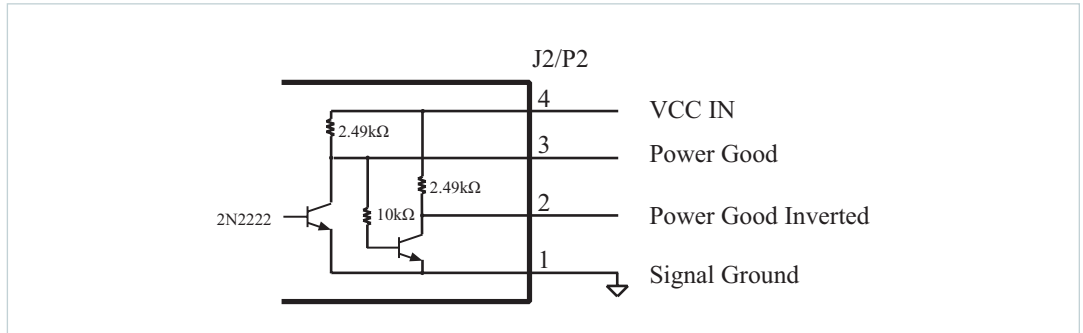 J2/P2
4
VCC IN
2.49kΩ
3
Power Good
2.49kΩ
2
10kΩ
2N2222
Power Good Inverted
1
Signal Ground